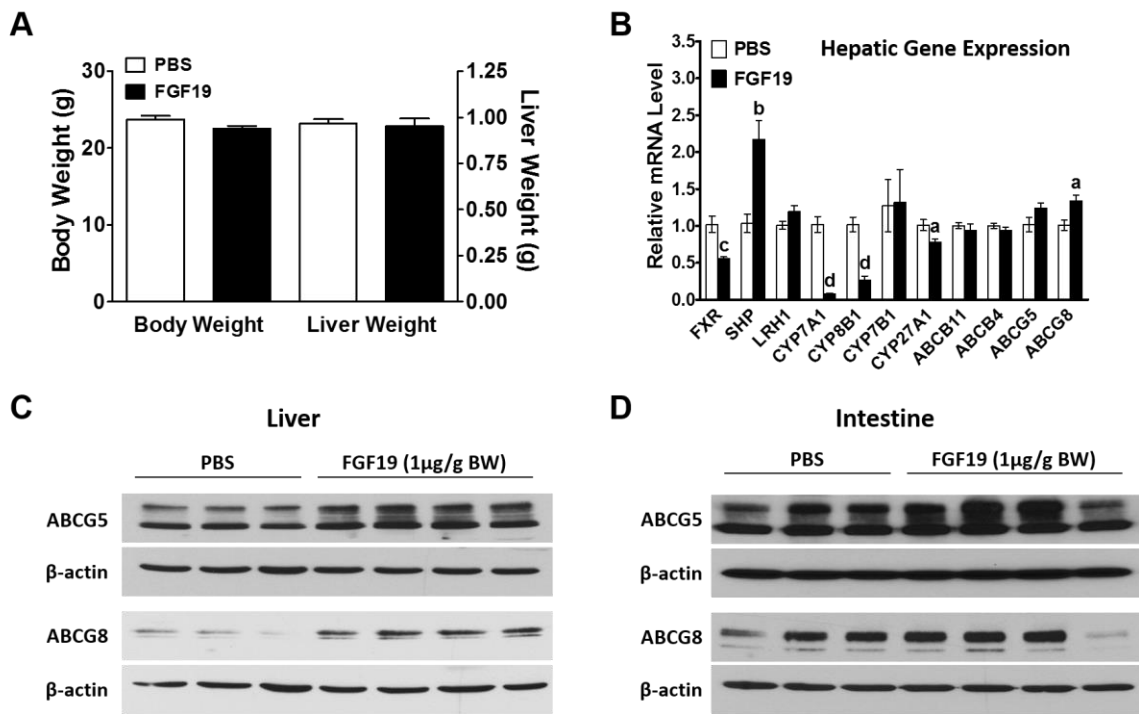 A
PBS
FGF19
Body Weight (g)
30
20
10
0
Liver Weight (g)
1.25
1.00
0.75
0.50
0.25
0.00
Body Weight
Liver Weight
B
PBS
FGF19
Hepatic Gene Expression
Relative mRNA Level
3.5
3.0
2.5
2.0
1.5
1.0
0.5
0.0
c
b
d
d
a
a
FXR
SHP
LRH1
CYP7A1
CYP8B1
CYP7B1
CYP27A1
ABCB11
ABCB4
ABCG5
ABCG8
C
Liver
PBS
FGF19 (1μg/g BW)
ABCG5
β-actin
ABCG8
β-actin
D
Intestine
PBS
FGF19 (1μg/g BW)
ABCG5
β-actin
ABCG8
β-actin